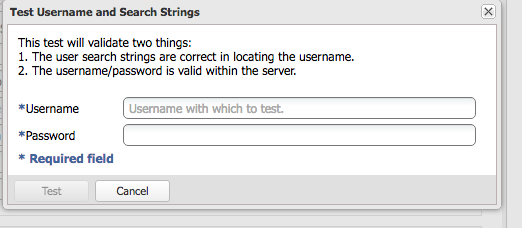 Test Username and Search Strings
This test will validate two things:
1. The user search strings are correct in locating the username.
2. The username/password is valid within the server.
*Username Username with which to test.
*Password
* Required field
Test Cancel